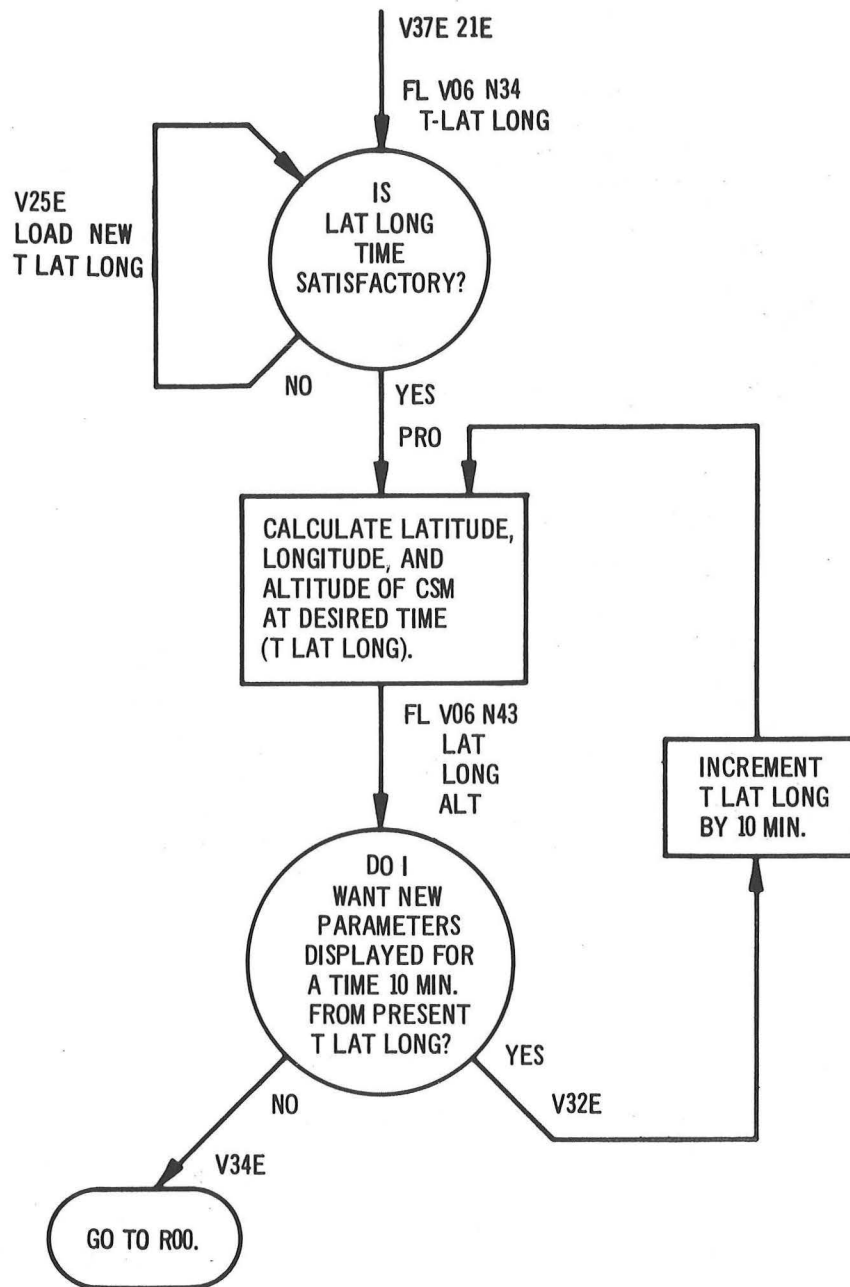 V37E 21E
FL V06 N34
T-LAT LONG
IS
LAT LONG
TIME
SATISFACTORY?
V25E
LOAD NEW
T LAT LONG
NO
YES
PRO
CALCULATE LATITUDE,
LONGITUDE, AND
ALTITUDE OF CSM
AT DESIRED TIME
(T LAT LONG).
FL V06 N43
LAT
LONG
ALT
INCREMENT
T LAT LONG
BY 10 MIN.
DO I
WANT NEW
PARAMETERS
DISPLAYED FOR
A TIME 10 MIN.
FROM PRESENT
T LAT LONG?
YES
V32E
NO
V34E
GO TO R00.